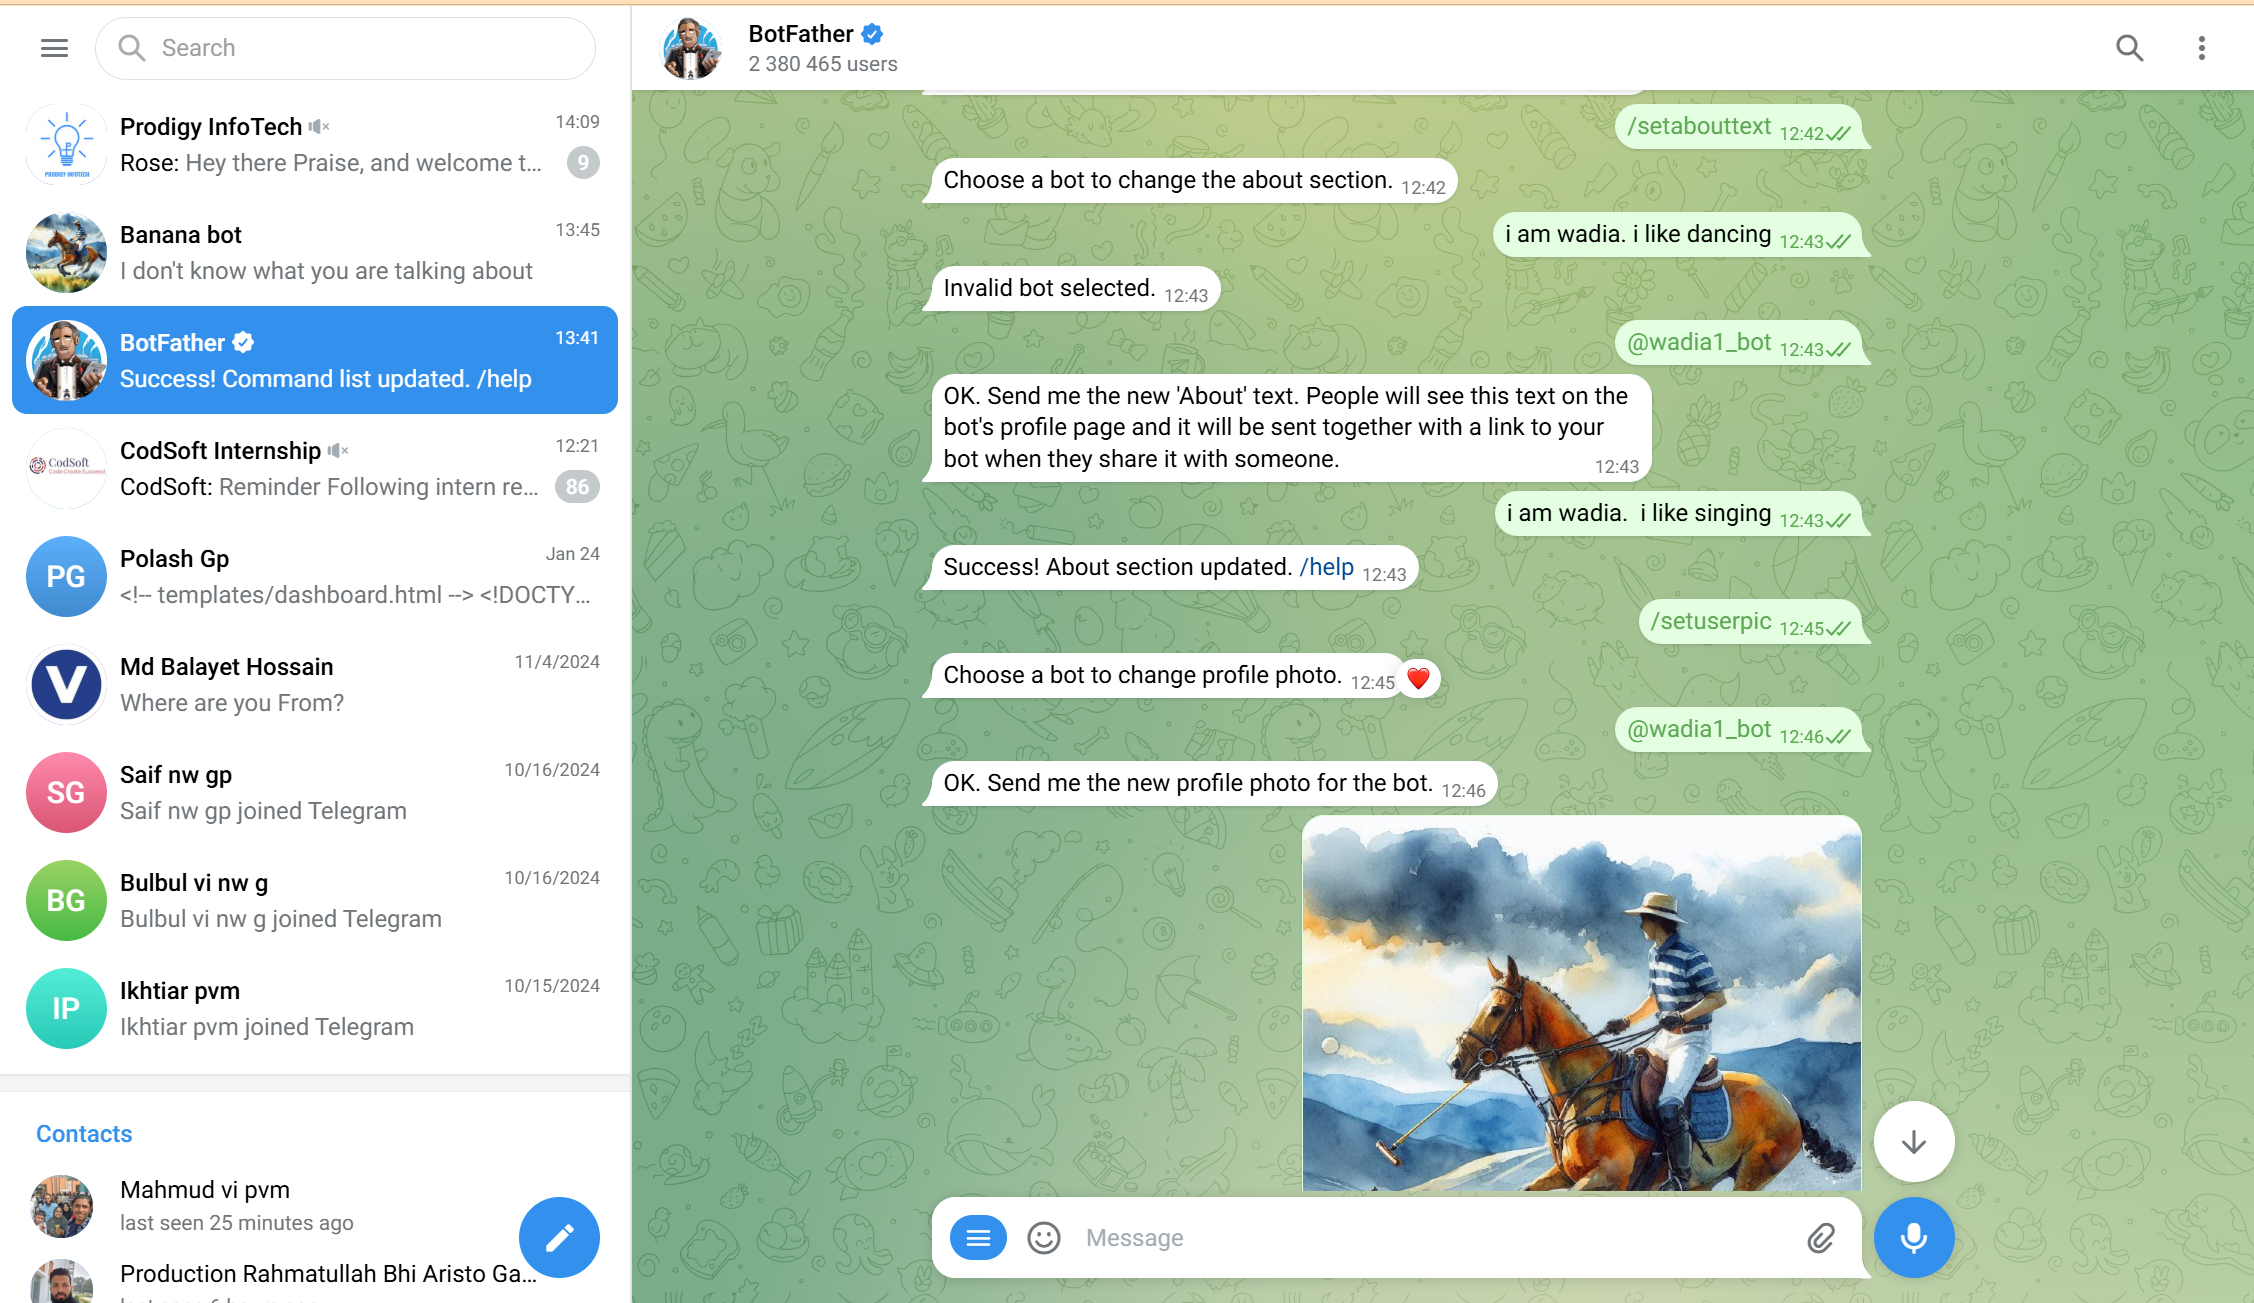 Search
Prodigy InfoTech
14:09
Rose: Hey there Praise, and welcome t...
9
PRODIGY INFOTECH
Banana bot
13:45
I don't know what you are talking about
BotFather
13:41
Success! Command list updated. /help
CodSoft Internship
12:21
CodSoft: Reminder Following intern re...
86
CodSoft
Code.Create.Succeed
PG
Polash Gp
Jan 24
<!-- templates/dashboard.html --> <!DOCTY...
V
Md Balayet Hossain
11/4/2024
Where are you From?
SG
Saif nw gp
10/16/2024
Saif nw gp joined Telegram
BG
Bulbul vi nw g
10/16/2024
Bulbul vi nw g joined Telegram
IP
Ikhtiar pvm
10/15/2024
Ikhtiar pvm joined Telegram
Contacts
Mahmud vi pvm
last seen 25 minutes ago
Production Rahmatullah Bhi Aristo Ga...
BotFather
2 380 465 users
/setabouttext 12:42
Choose a bot to change the about section. 12:42
i am wadia. i like dancing 12:43
Invalid bot selected. 12:43
@wadia1_bot 12:43
OK. Send me the new 'About' text. People will see this text on the
bot's profile page and it will be sent together with a link to your
bot when they share it with someone. 12:43
i am wadia.  i like singing 12:43
Success! About section updated. /help 12:43
/setuserpic 12:45
Choose a bot to change profile photo. 12:45
@wadia1_bot 12:46
OK. Send me the new profile photo for the bot. 12:46
Message